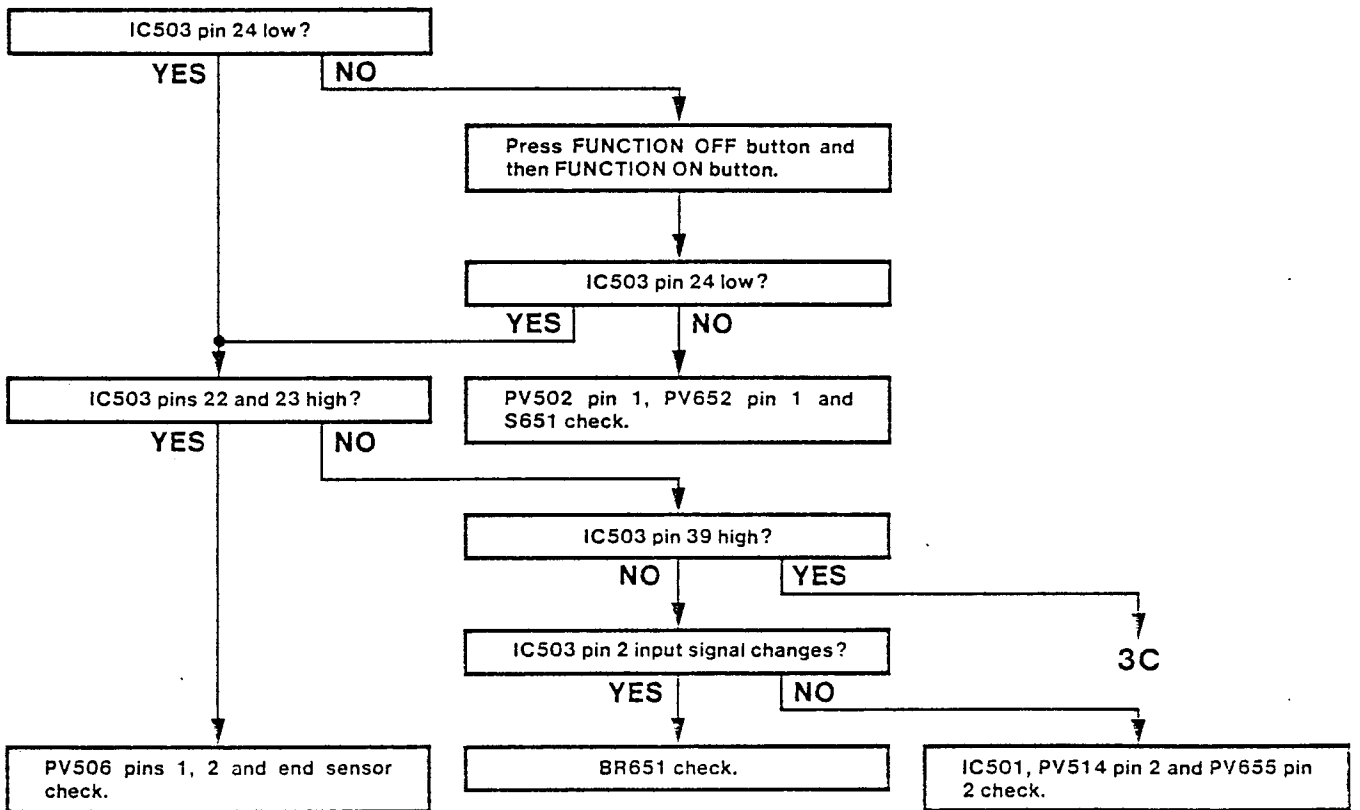 IC503 pin 24 low?
YES
NO
Press FUNCTION OFF button and
then FUNCTION ON button.
IC503 pin 24 low?
YES
NO
IC503 pins 22 and 23 high?
YES
NO
PV502 pin 1, PV652 pin 1 and
S651 check.
IC503 pin 39 high?
NO
YES
IC503 pin 2 input signal changes?
YES
NO
3C
PV506 pins 1, 2 and end sensor
check.
BR651 check.
IC501, PV514 pin 2 and PV655 pin
2 check.